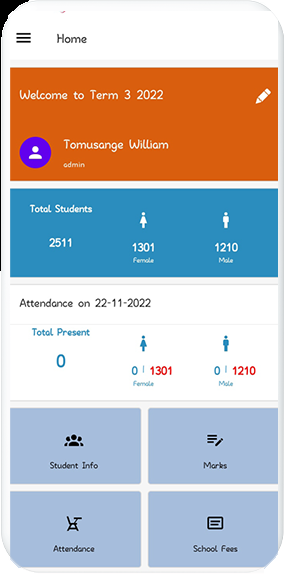 Home
Welcome to Term 3 2022
Tomusange William
admin
Total Students
2511
1301
Female
1210
Male
Attendance on 22-11-2022
Total Present
0
0 | 1301
Female
0 | 1210
Male
Student Info
Marks
Attendance
School Fees